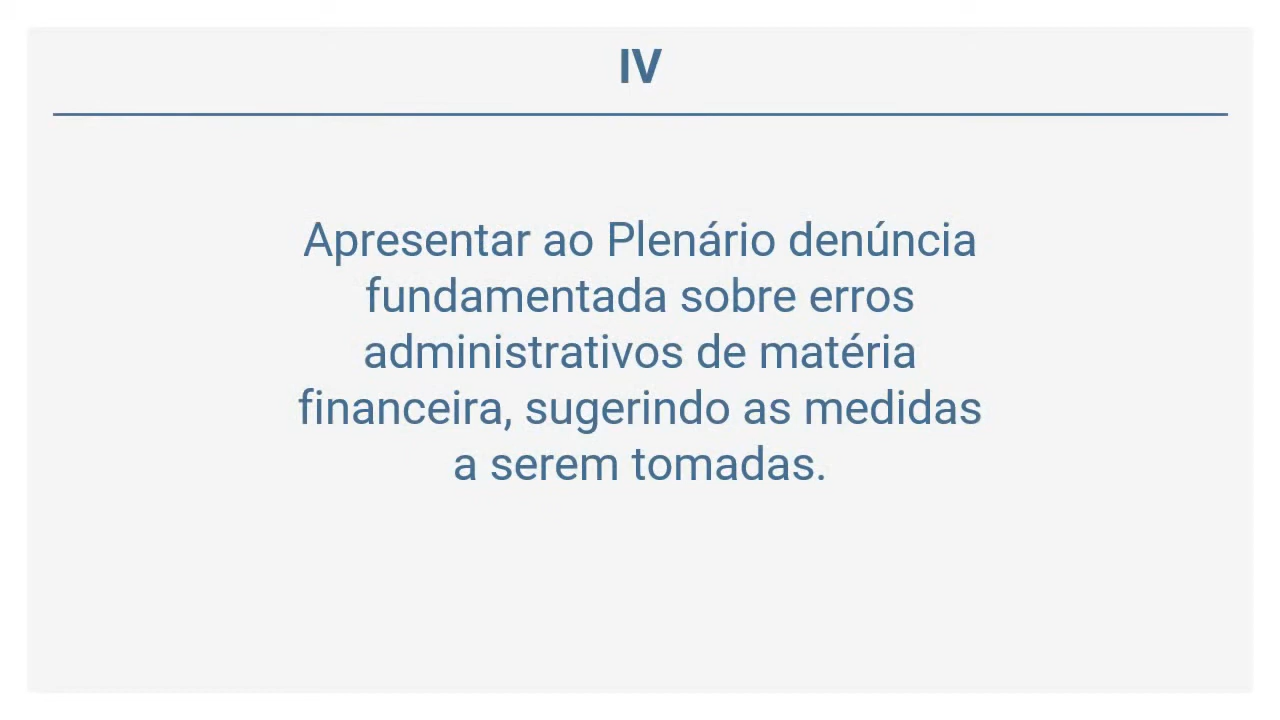 IV
Apresentar ao Plenário denúncia
fundamentada sobre erros
administrativos de matéria
financeira, sugerindo as medidas
a serem tomadas.